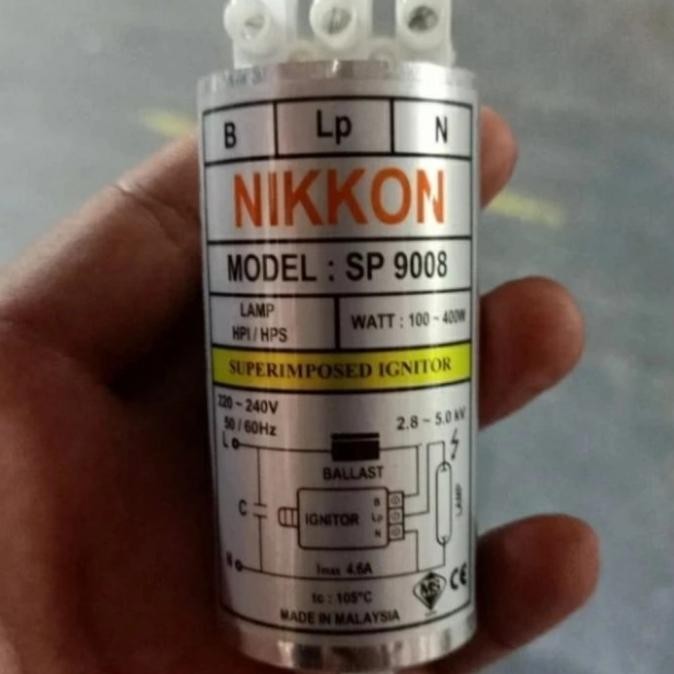 B Lp N
NIKKON
MODEL : SP 9008
LAMP
HPI / HPS
WATT : 100 ~ 400W
SUPERIMPOSED IGNITOR
220 ~ 240V
50 / 60Hz
2.8 ~ 5.0 kV
L
BALLAST
C
IGNITOR
B
Lp
N
LAMP
N
Imax 4.6A
tc : 105°C
MS
CE
MADE IN MALAYSIA